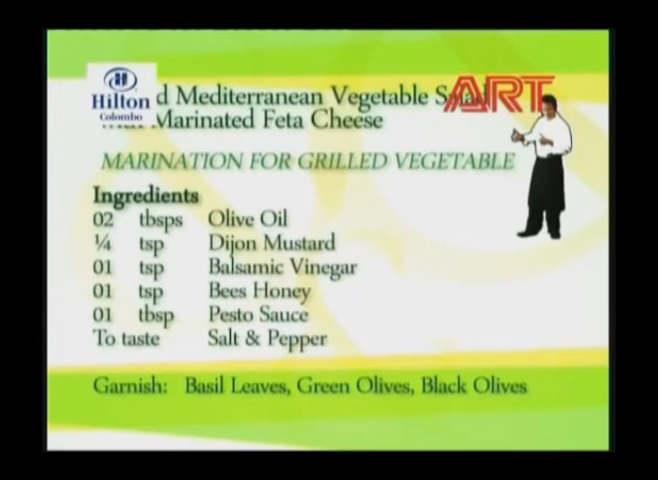 Hilton
Colombo
d Mediterranean Vegetable Salad
Marinated Feta Cheese
ART
MARINATION FOR GRILLED VEGETABLE
Ingredients
02 tbsps Olive Oil
¼ tsp Dijon Mustard
01 tsp Balsamic Vinegar
01 tsp Bees Honey
01 tbsp Pesto Sauce
To taste Salt & Pepper
Garnish: Basil Leaves, Green Olives, Black Olives